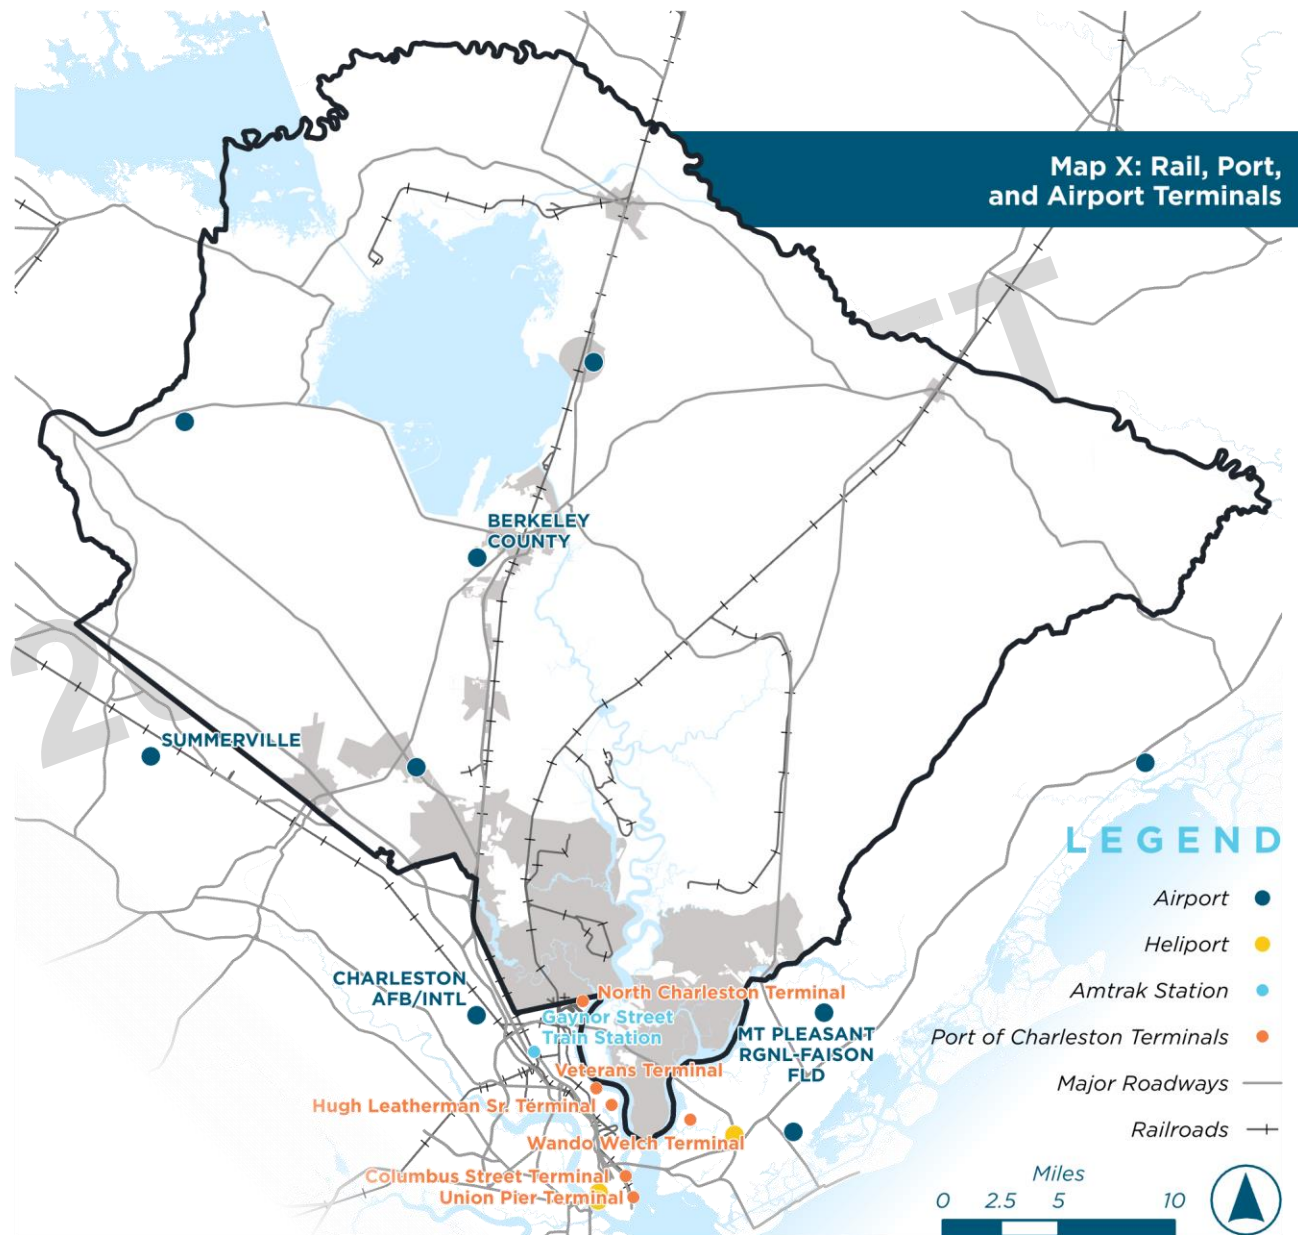 Map X: Rail, Port,
and Airport Terminals
BERKELEY
COUNTY
SUMMERVILLE
CHARLESTON
AFB/INTL
North Charleston Terminal
Gaynor Street
Train Station
MT PLEASANT
RGNL-FAISON
FLD
Veterans Terminal
Hugh Leatherman Sr. Terminal
Wando Welch Terminal
Columbus Street Terminal
Union Pier Terminal
LEGEND
Airport
Heliport
Amtrak Station
Port of Charleston Terminals
Major Roadways
Railroads
Miles
0 2.5 5 10